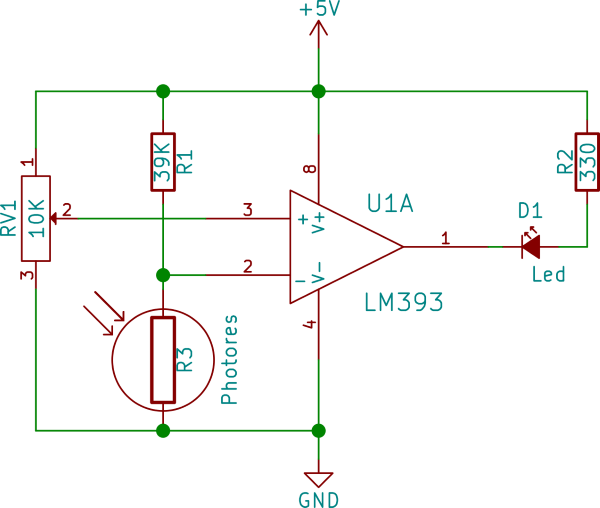 +5V
1
39K
R1
8
R2
330
RV1
10K
2
3
+
V+
U1A
D1
1
3
2
−
V−
Led
LM393
4
R3
Photores
GND